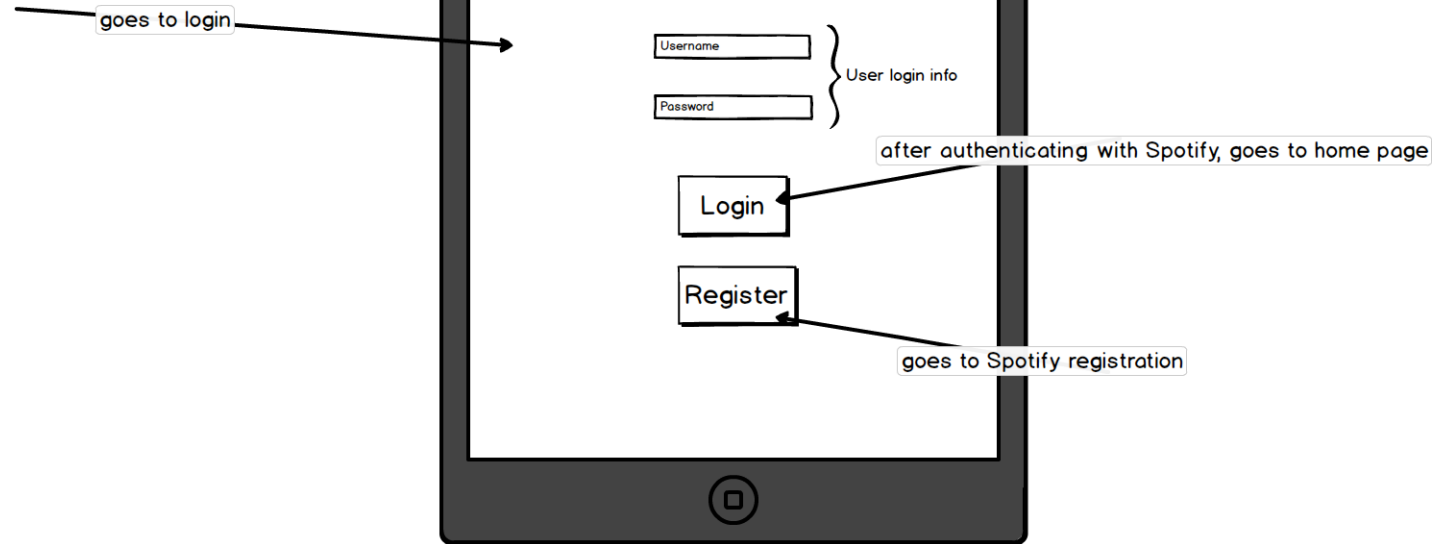 goes to login
Username
User login info
Password
after authenticating with Spotify, goes to home page
Login
Register
goes to Spotify registration